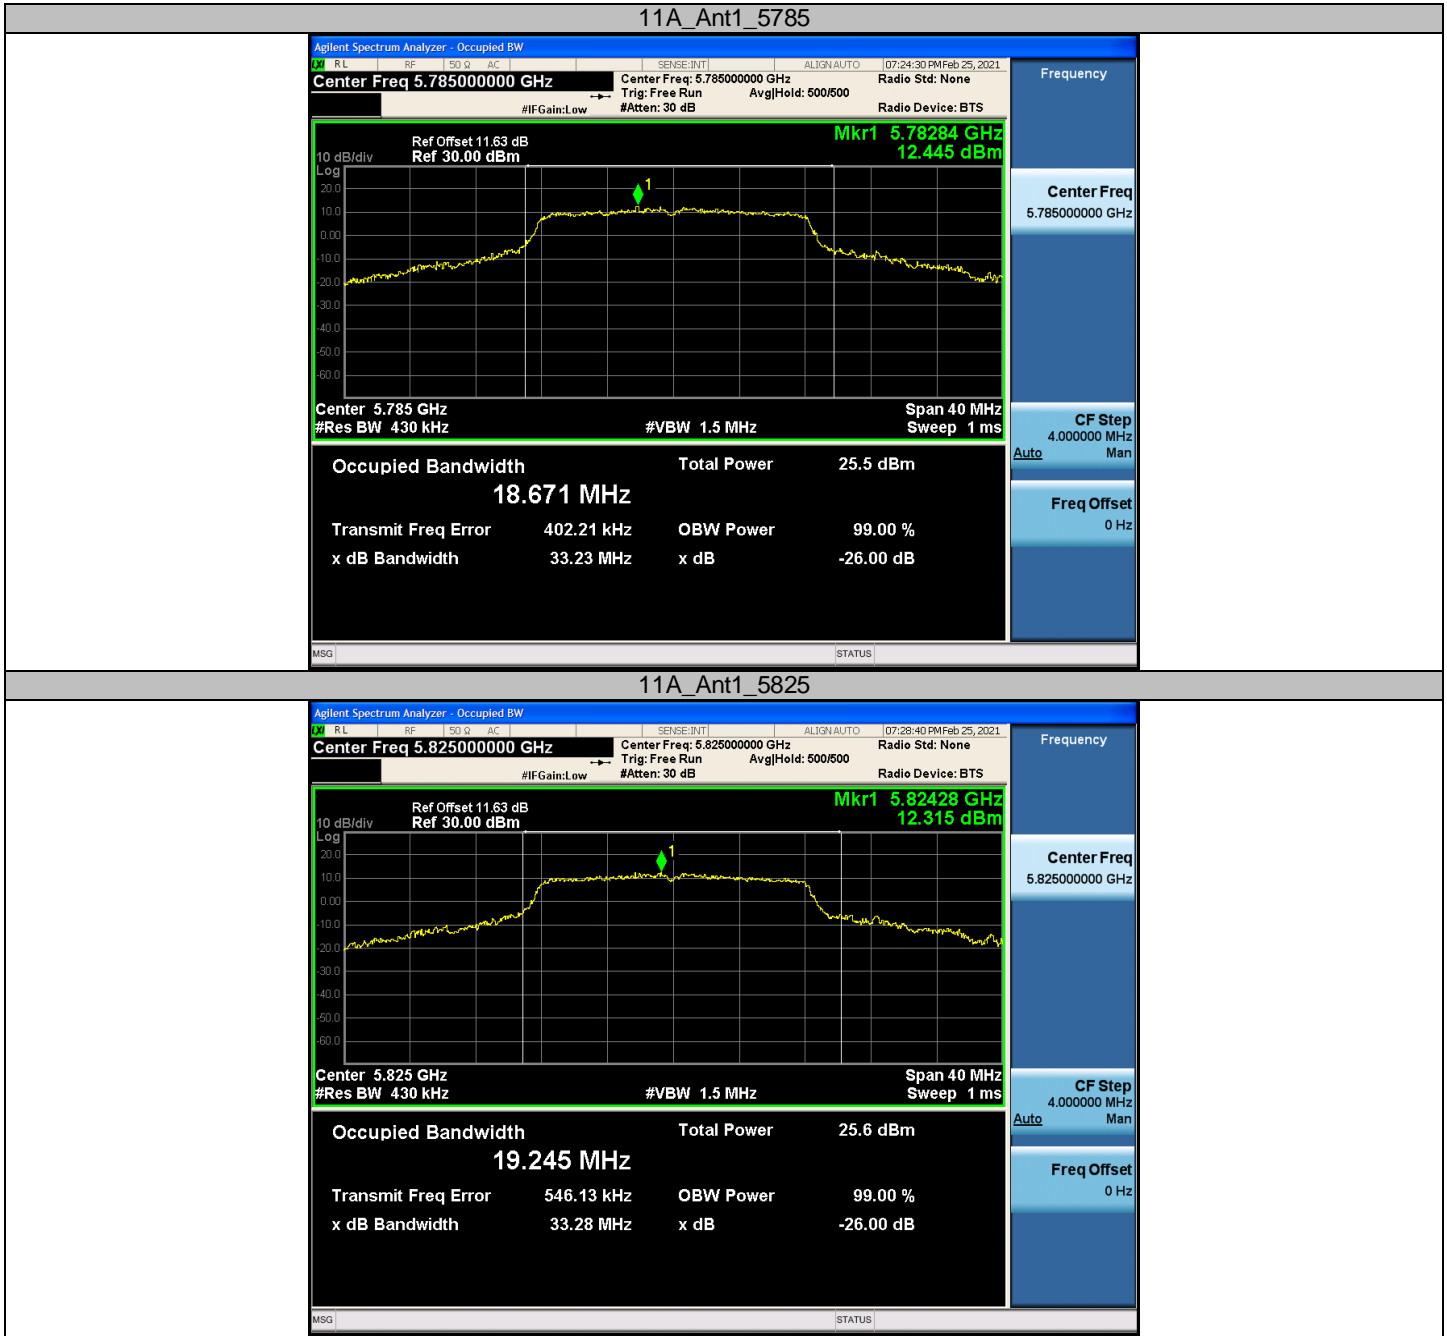 11A_Ant1_5785
Agilent Spectrum Analyzer - Occupied BW
LXI RL RF 50 Ω AC SENSE:INT ALIGN AUTO 07:24:30 PM Feb 25, 2021
Center Freq 5.785000000 GHz
Center Freq: 5.785000000 GHz Radio Std: None
Trig: Free Run Avg|Hold: 500/500
#IFGain:Low #Atten: 30 dB Radio Device: BTS
Frequency
Mkr1 5.78284 GHz
12.445 dBm
Ref Offset 11.63 dB
10 dB/div Ref 30.00 dBm
Log
20.0
10.0
0.00
-10.0
-20.0
-30.0
-40.0
-50.0
-60.0
1
Center 5.785 GHz Span 40 MHz
#Res BW 430 kHz #VBW 1.5 MHz Sweep 1 ms
Center Freq
5.785000000 GHz
CF Step
4.000000 MHz
Auto Man
Freq Offset
0 Hz
Occupied Bandwidth Total Power 25.5 dBm
18.671 MHz
Transmit Freq Error 402.21 kHz OBW Power 99.00 %
x dB Bandwidth 33.23 MHz x dB -26.00 dB
MSG STATUS
11A_Ant1_5825
Agilent Spectrum Analyzer - Occupied BW
LXI RL RF 50 Ω AC SENSE:INT ALIGN AUTO 07:28:40 PM Feb 25, 2021
Center Freq 5.825000000 GHz
Center Freq: 5.825000000 GHz Radio Std: None
Trig: Free Run Avg|Hold: 500/500
#IFGain:Low #Atten: 30 dB Radio Device: BTS
Frequency
Mkr1 5.82428 GHz
12.315 dBm
Ref Offset 11.63 dB
10 dB/div Ref 30.00 dBm
Log
20.0
10.0
0.00
-10.0
-20.0
-30.0
-40.0
-50.0
-60.0
1
Center 5.825 GHz Span 40 MHz
#Res BW 430 kHz #VBW 1.5 MHz Sweep 1 ms
Center Freq
5.825000000 GHz
CF Step
4.000000 MHz
Auto Man
Freq Offset
0 Hz
Occupied Bandwidth Total Power 25.6 dBm
19.245 MHz
Transmit Freq Error 546.13 kHz OBW Power 99.00 %
x dB Bandwidth 33.28 MHz x dB -26.00 dB
MSG STATUS